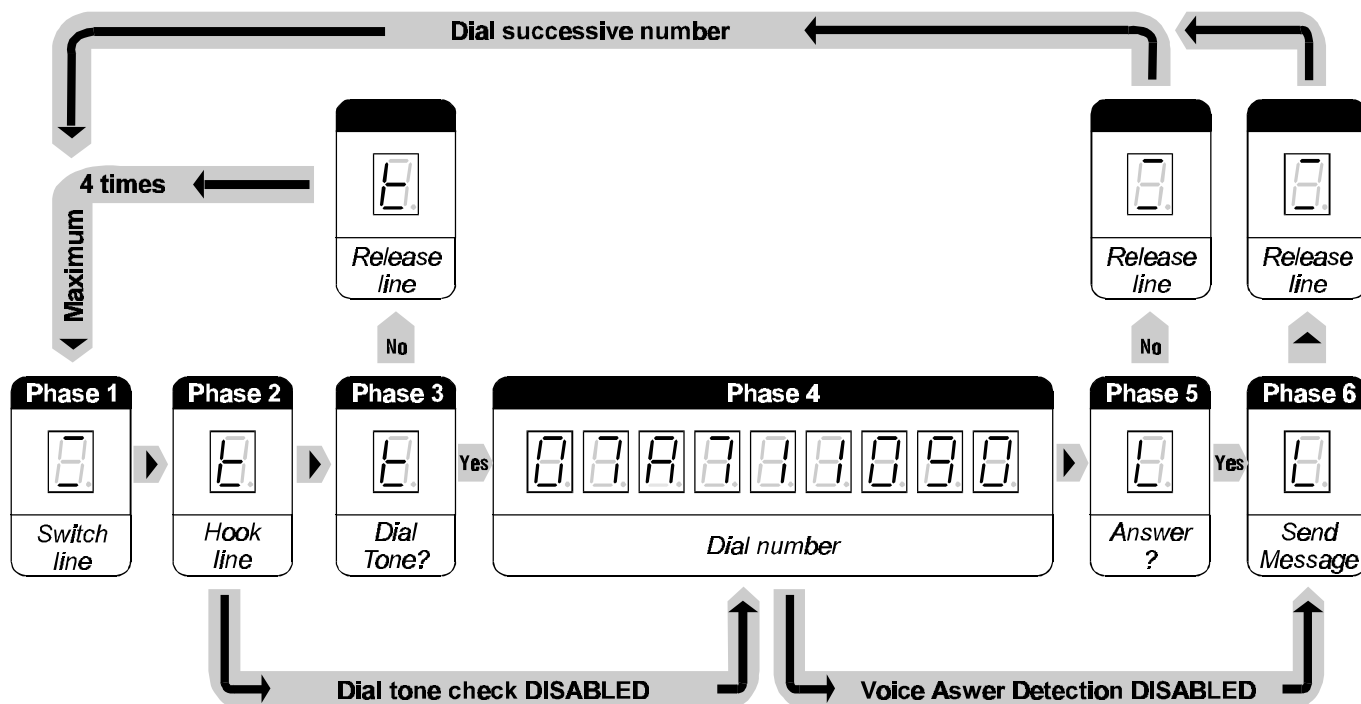 Dial successive number
4 times
Maximum
t
Release
line
Release
line
Release
line
No
No
Phase 1
Phase 2
Phase 3
Phase 4
Phase 5
Phase 6
t
t
Yes
07A711090
L
Yes
L
Switch
line
Hook
line
Dial
Tone?
Dial number
Answer
?
Send
Message
Dial tone check DISABLED
Voice Aswer Detection DISABLED